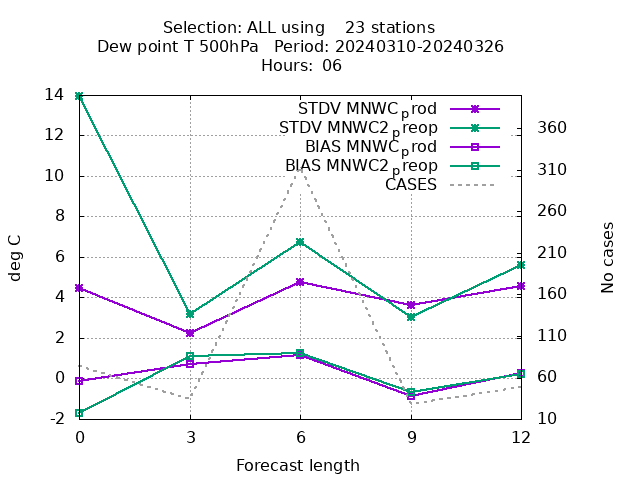 Selection: ALL using    23 stations
Dew point T 500hPa   Period: 20240310-20240326
Hours: 06
14
12
10
8
6
4
2
0
-2
deg C
STDV MNWC_prod
STDV MNWC2_preop
BIAS MNWC_prod
BIAS MNWC2_preop
CASES
360
310
260
210
160
110
60
10
No cases
0 3 6 9 12
Forecast length